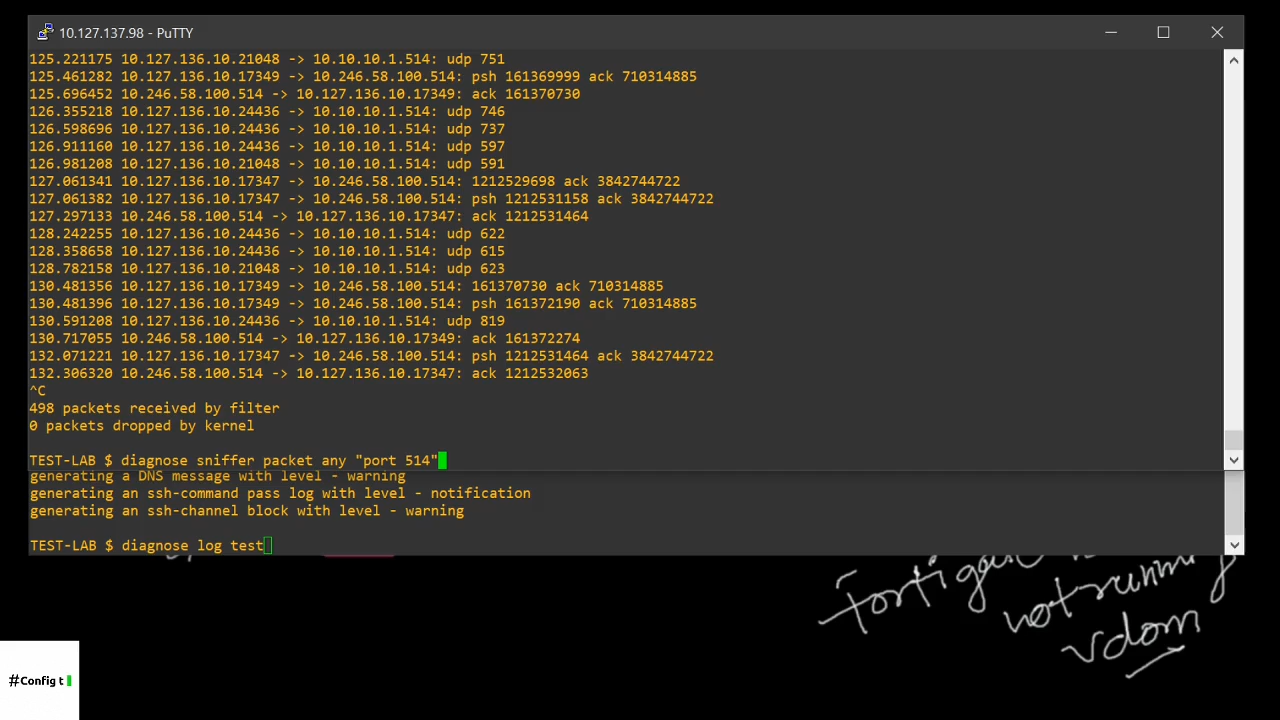 10.127.137.98 - PuTTY
125.221175 10.127.136.10.21048 -> 10.10.10.1.514: udp 751
125.461282 10.127.136.10.17349 -> 10.246.58.100.514: psh 161369999 ack 710314885
125.696452 10.246.58.100.514 -> 10.127.136.10.17349: ack 161370730
126.355218 10.127.136.10.24436 -> 10.10.10.1.514: udp 746
126.598696 10.127.136.10.24436 -> 10.10.10.1.514: udp 737
126.911160 10.127.136.10.24436 -> 10.10.10.1.514: udp 597
126.981208 10.127.136.10.21048 -> 10.10.10.1.514: udp 591
127.061341 10.127.136.10.17347 -> 10.246.58.100.514: 1212529698 ack 3842744722
127.061382 10.127.136.10.17347 -> 10.246.58.100.514: psh 1212531158 ack 3842744722
127.297133 10.246.58.100.514 -> 10.127.136.10.17347: ack 1212531464
128.242255 10.127.136.10.24436 -> 10.10.10.1.514: udp 622
128.358658 10.127.136.10.24436 -> 10.10.10.1.514: udp 615
128.782158 10.127.136.10.21048 -> 10.10.10.1.514: udp 623
130.481356 10.127.136.10.17349 -> 10.246.58.100.514: 161370730 ack 710314885
130.481396 10.127.136.10.17349 -> 10.246.58.100.514: psh 161372190 ack 710314885
130.591208 10.127.136.10.24436 -> 10.10.10.1.514: udp 819
130.717055 10.246.58.100.514 -> 10.127.136.10.17349: ack 161372274
132.071221 10.127.136.10.17347 -> 10.246.58.100.514: psh 1212531464 ack 3842744722
132.306320 10.246.58.100.514 -> 10.127.136.10.17347: ack 1212532063
^C
498 packets received by filter
0 packets dropped by kernel
TEST-LAB $ diagnose sniffer packet any "port 514"
generating a DNS message with level - warning
generating an ssh-command pass log with level - notification
generating an ssh-channel block with level - warning
TEST-LAB $ diagnose log test
not running
vdom
#Config t